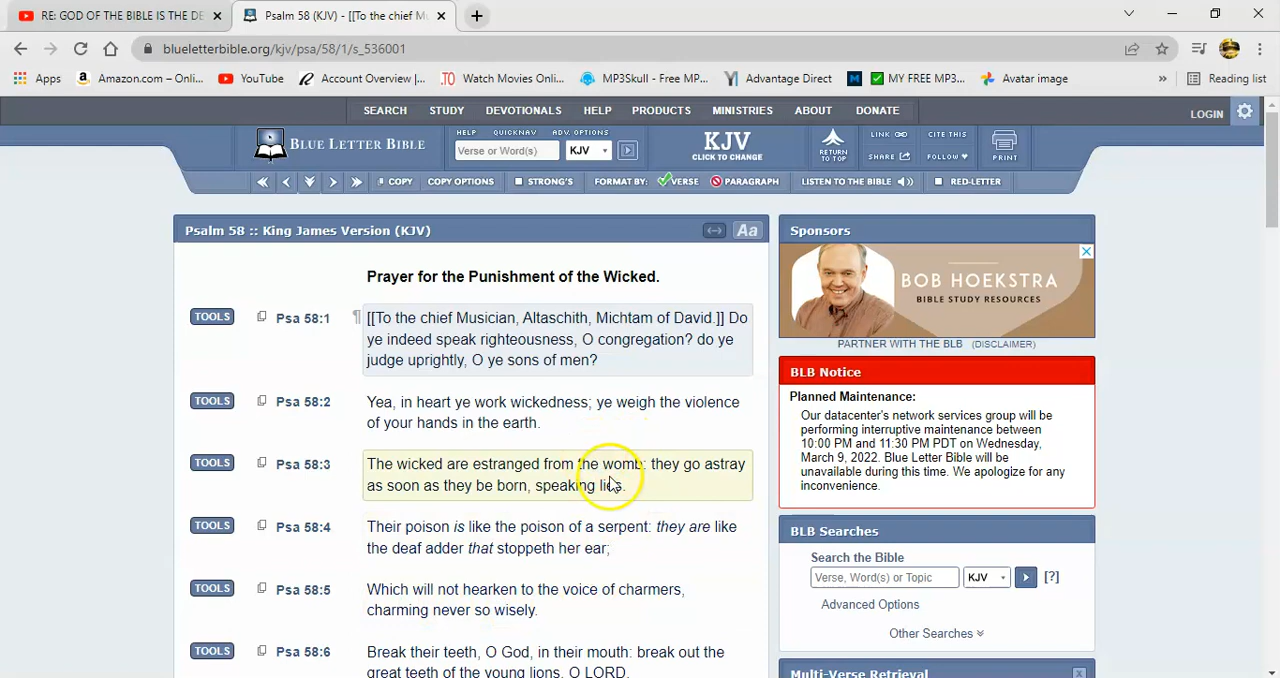 RE: GOD OF THE BIBLE IS THE DE
Psalm 58 (KJV) - [[To the chief Mu
blueletterbible.org/kjv/psa/58/1/s_536001
Apps
Amazon.com – Onli...
YouTube
Account Overview |...
Watch Movies Onli...
MP3Skull - Free MP...
Advantage Direct
MY FREE MP3...
Avatar image
»
Reading list
SEARCH
STUDY
DEVOTIONALS
HELP
PRODUCTS
MINISTRIES
ABOUT
DONATE
LOGIN
BLUE LETTER BIBLE
HELP
QUICKNAV
ADV. OPTIONS
Verse or Word(s)
KJV
KJV
CLICK TO CHANGE
RETURN
TO TOP
LINK
CITE THIS
SHARE
FOLLOW
PRINT
COPY
COPY OPTIONS
STRONG'S
FORMAT BY:
VERSE
PARAGRAPH
LISTEN TO THE BIBLE
RED-LETTER
Psalm 58 :: King James Version (KJV)
Aa
Prayer for the Punishment of the Wicked.
TOOLS
Psa 58:1
¶
[[To the chief Musician, Altaschith, Michtam of David.]] Do
ye indeed speak righteousness, O congregation? do ye
judge uprightly, O ye sons of men?
TOOLS
Psa 58:2
Yea, in heart ye work wickedness; ye weigh the violence
of your hands in the earth.
TOOLS
Psa 58:3
The wicked are estranged from the womb: they go astray
as soon as they be born, speaking lies.
TOOLS
Psa 58:4
Their poison is like the poison of a serpent: they are like
the deaf adder that stoppeth her ear;
TOOLS
Psa 58:5
Which will not hearken to the voice of charmers,
charming never so wisely.
TOOLS
Psa 58:6
Break their teeth, O God, in their mouth: break out the
great teeth of the young lions, O LORD.
Sponsors
BOB HOEKSTRA
BIBLE STUDY RESOURCES
PARTNER WITH THE BLB (DISCLAIMER)
BLB Notice
Planned Maintenance:
Our datacenter's network services group will be
performing interruptive maintenance between
10:00 PM and 11:30 PM PDT on Wednesday,
March 9, 2022. Blue Letter Bible will be
unavailable during this time. We apologize for any
inconvenience.
BLB Searches
Search the Bible
Verse, Word(s) or Topic
KJV
[?]
Advanced Options
Other Searches
Multi-Verse Retrieval